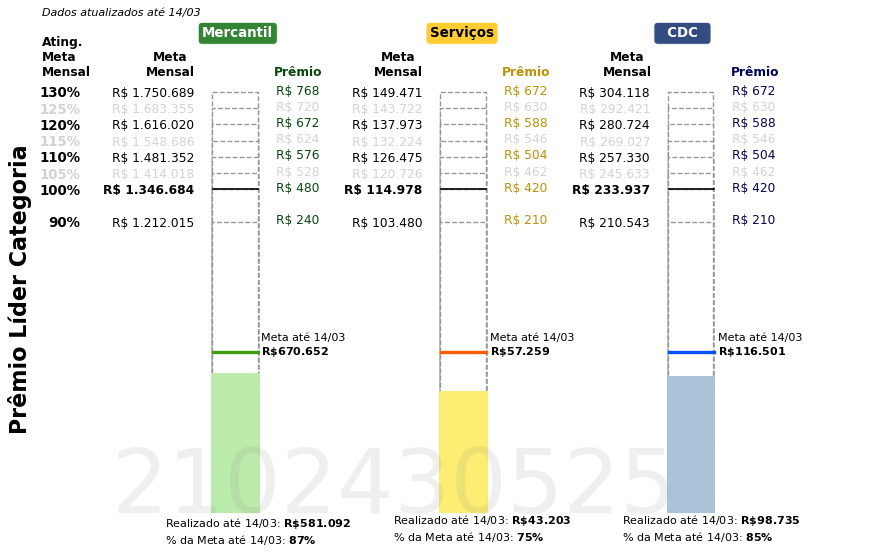 Dados atualizados até 14/03
Mercantil Serviços CDC
Ating. Meta Mensal
Meta Mensal Prêmio Meta Mensal Prêmio Meta Mensal Prêmio
130% R$ 1.750.689 R$ 768 R$ 149.471 R$ 672 R$ 304.118 R$ 672
125% R$ 1.683.355 R$ 720 R$ 143.722 R$ 630 R$ 292.421 R$ 630
120% R$ 1.616.020 R$ 672 R$ 137.973 R$ 588 R$ 280.724 R$ 588
115% R$ 1.548.686 R$ 624 R$ 132.224 R$ 546 R$ 269.027 R$ 546
110% R$ 1.481.352 R$ 576 R$ 126.475 R$ 504 R$ 257.330 R$ 504
105% R$ 1.414.018 R$ 528 R$ 120.726 R$ 462 R$ 245.633 R$ 462
100% R$ 1.346.684 R$ 480 R$ 114.978 R$ 420 R$ 233.937 R$ 420
90% R$ 1.212.015 R$ 240 R$ 103.480 R$ 210 R$ 210.543 R$ 210
Prêmio Líder Categoria
Meta até 14/03 Meta até 14/03 Meta até 14/03
R$670.652 R$57.259 R$116.501
2102430525
Realizado até 14/03: R$581.092 Realizado até 14/03: R$43.203 Realizado até 14/03: R$98.735
% da Meta até 14/03: 87% % da Meta até 14/03: 75% % da Meta até 14/03: 85%